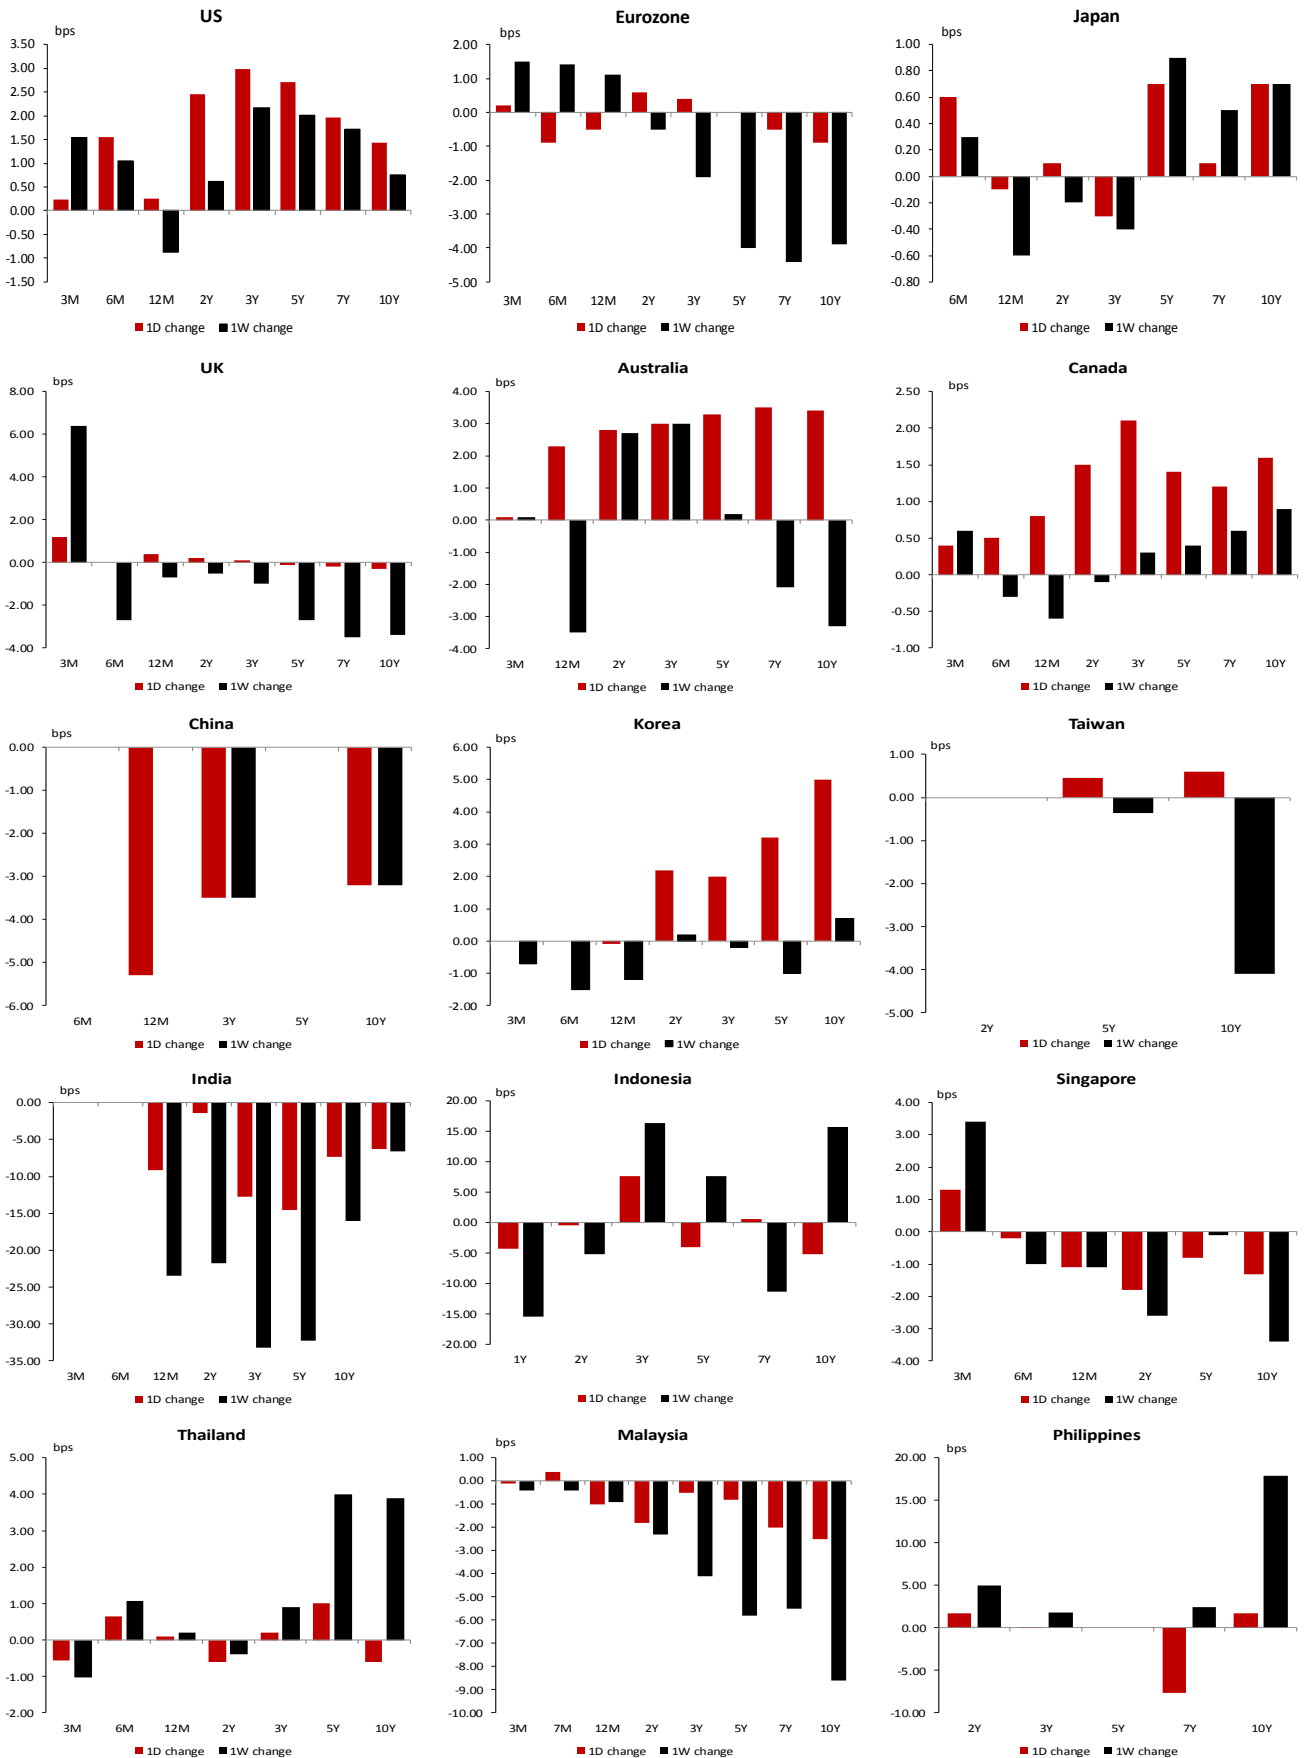 US
bps
3.50
3.00
2.50
2.00
1.50
1.00
0.50
0.00
-0.50
-1.00
-1.50
3M 6M 12M 2Y 3Y 5Y 7Y 10Y
1D change 1W change
Eurozone
bps
2.00
1.00
0.00
-1.00
-2.00
-3.00
-4.00
-5.00
3M 6M 12M 2Y 3Y 5Y 7Y 10Y
1D change 1W change
Japan
bps
1.00
0.80
0.60
0.40
0.20
0.00
-0.20
-0.40
-0.60
-0.80
6M 12M 2Y 3Y 5Y 7Y 10Y
1D change 1W change
UK
bps
8.00
6.00
4.00
2.00
0.00
-2.00
-4.00
3M 6M 12M 2Y 3Y 5Y 7Y 10Y
1D change 1W change
Australia
bps
4.00
3.00
2.00
1.00
0.00
-1.00
-2.00
-3.00
-4.00
3M 12M 2Y 3Y 5Y 7Y 10Y
1D change 1W change
Canada
bps
2.50
2.00
1.50
1.00
0.50
0.00
-0.50
-1.00
3M 6M 12M 2Y 3Y 5Y 7Y 10Y
1D change 1W change
China
bps
0.00
-1.00
-2.00
-3.00
-4.00
-5.00
-6.00
6M 12M 3Y 5Y 10Y
1D change 1W change
Korea
bps
6.00
5.00
4.00
3.00
2.00
1.00
0.00
-1.00
-2.00
3M 6M 12M 2Y 3Y 5Y 10Y
1D change 1W change
Taiwan
bps
1.00
0.00
-1.00
-2.00
-3.00
-4.00
-5.00
2Y 5Y 10Y
1D change 1W change
India
bps
0.00
-5.00
-10.00
-15.00
-20.00
-25.00
-30.00
-35.00
3M 6M 12M 2Y 3Y 5Y 10Y
1D change 1W change
Indonesia
bps
20.00
15.00
10.00
5.00
0.00
-5.00
-10.00
-15.00
-20.00
1Y 2Y 3Y 5Y 7Y 10Y
1D change 1W change
Singapore
bps
4.00
3.00
2.00
1.00
0.00
-1.00
-2.00
-3.00
-4.00
3M 6M 12M 2Y 5Y 10Y
1D change 1W change
Thailand
bps
5.00
4.00
3.00
2.00
1.00
0.00
-1.00
-2.00
3M 6M 12M 2Y 3Y 5Y 10Y
1D change 1W change
Malaysia
bps
1.00
0.00
-1.00
-2.00
-3.00
-4.00
-5.00
-6.00
-7.00
-8.00
-9.00
-10.00
3M 7M 12M 2Y 3Y 5Y 7Y 10Y
1D change 1W change
Philippines
bps
20.00
15.00
10.00
5.00
0.00
-5.00
-10.00
2Y 3Y 5Y 7Y 10Y
1D change 1W change